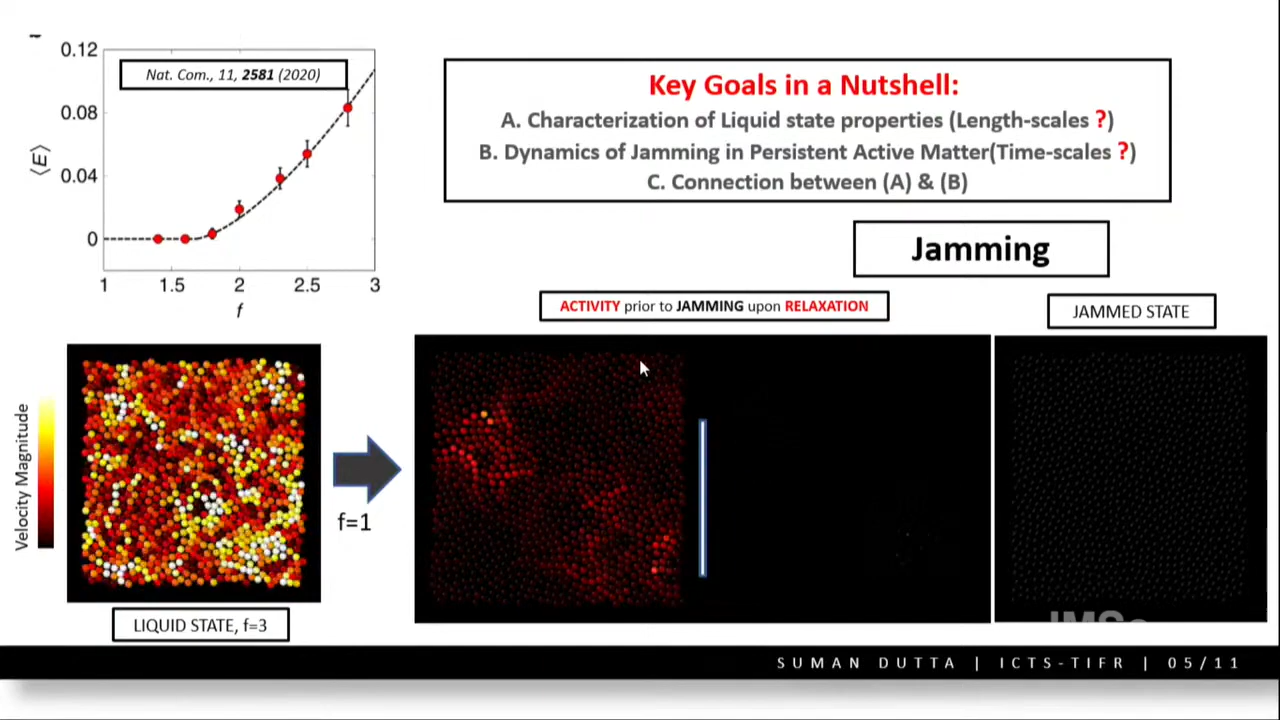 0.12
0.08
0.04
0
⟨E⟩
Nat. Com., 11, 2581 (2020)
1 1.5 2 2.5 3
f
Key Goals in a Nutshell:
A. Characterization of Liquid state properties (Length-scales ?)
B. Dynamics of Jamming in Persistent Active Matter(Time-scales ?)
C. Connection between (A) & (B)
Jamming
ACTIVITY prior to JAMMING upon RELAXATION
JAMMED STATE
Velocity Magnitude
f=1
LIQUID STATE, f=3
SUMAN DUTTA | ICTS-TIFR | 05/11